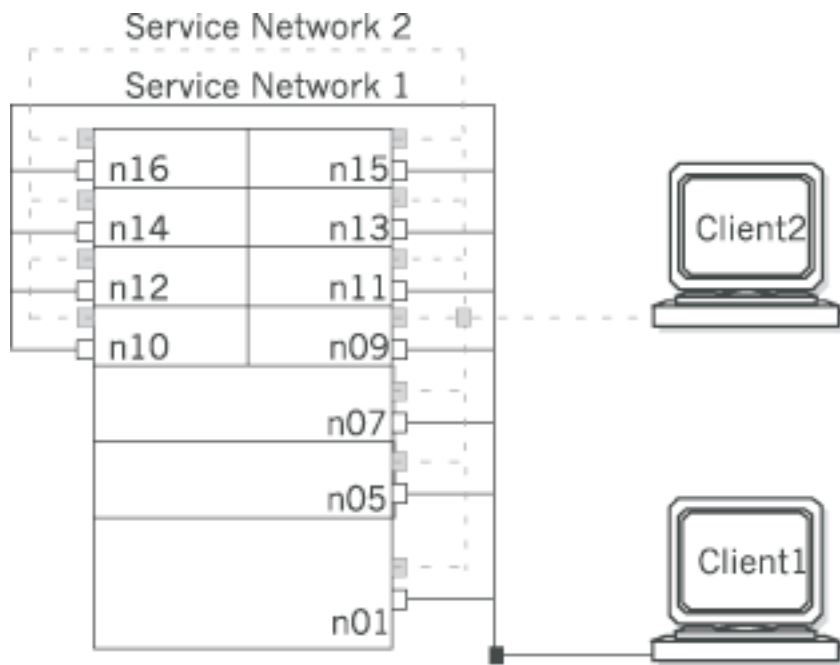 Service Network 2
Service Network 1
n16 n15
n14 n13
n12 n11
n10 n09
n07
n05
n01
Client2
Client1